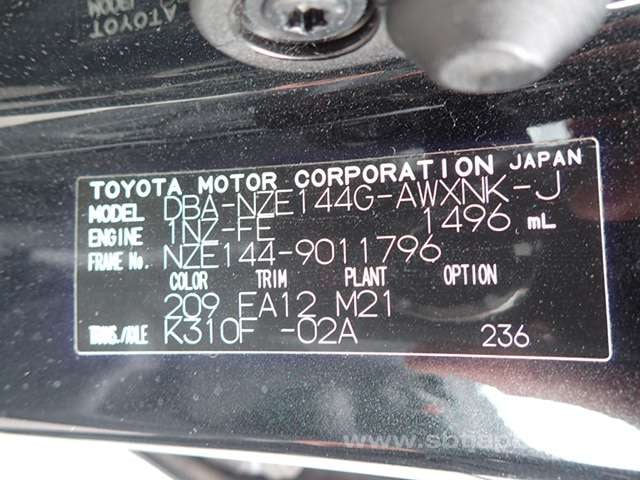 TOYOTA MOTOR CORPORATION JAPAN
MODEL DBA-NZE144G-AWXNK-J
ENGINE 1NZ-FE 1496 mL
FRAME No. NZE144-9011796
COLOR TRIM PLANT OPTION
209 FA12 M21
TRANS./AXLE K310F -02A 236